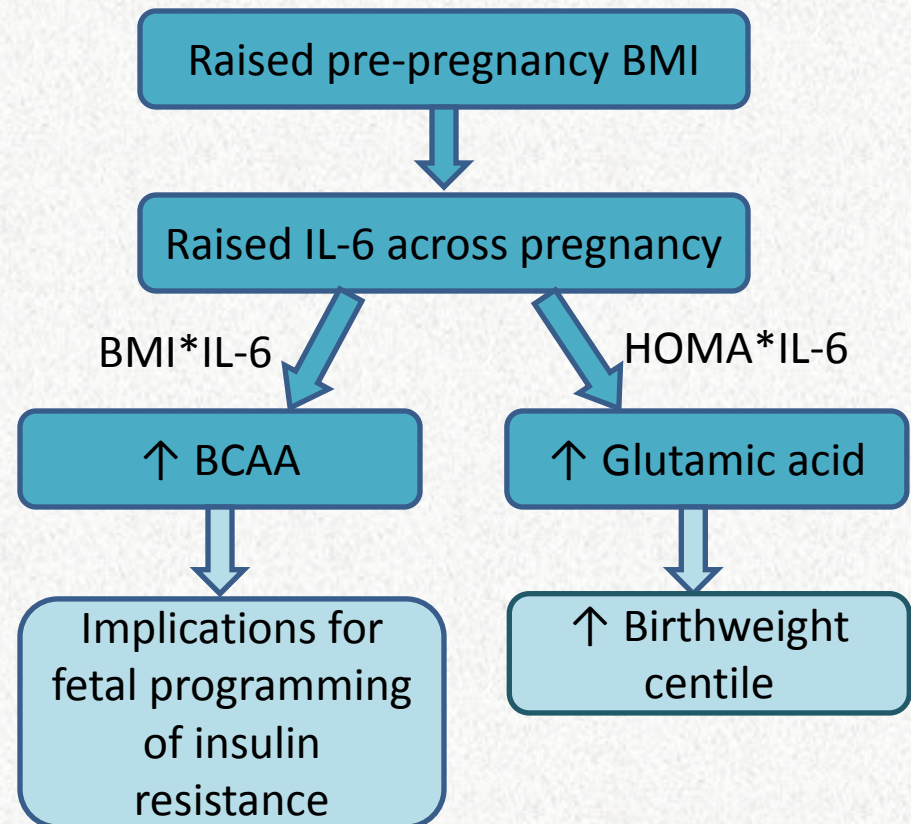 Raised pre-pregnancy BMI
Raised IL-6 across pregnancy
BMI*IL-6
HOMA*IL-6
↑ BCAA
↑ Glutamic acid
Implications for
fetal programming
of insulin
resistance
↑ Birthweight
centile